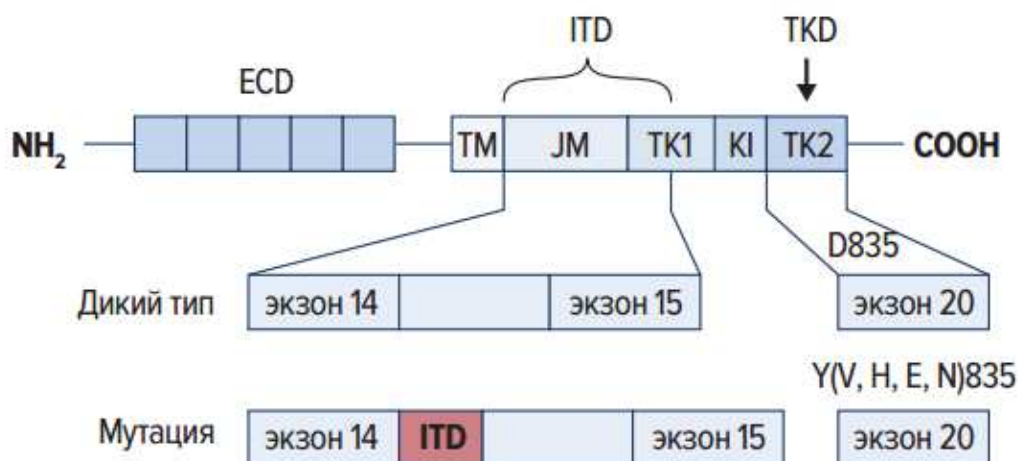 ITD TKD
ECD
NH2 TM JM TK1 KI TK2 COOH
D835
Дикий тип экзон 14 экзон 15 экзон 20
Y(V, H, E, N)835
Мутация экзон 14 ITD экзон 15 экзон 20